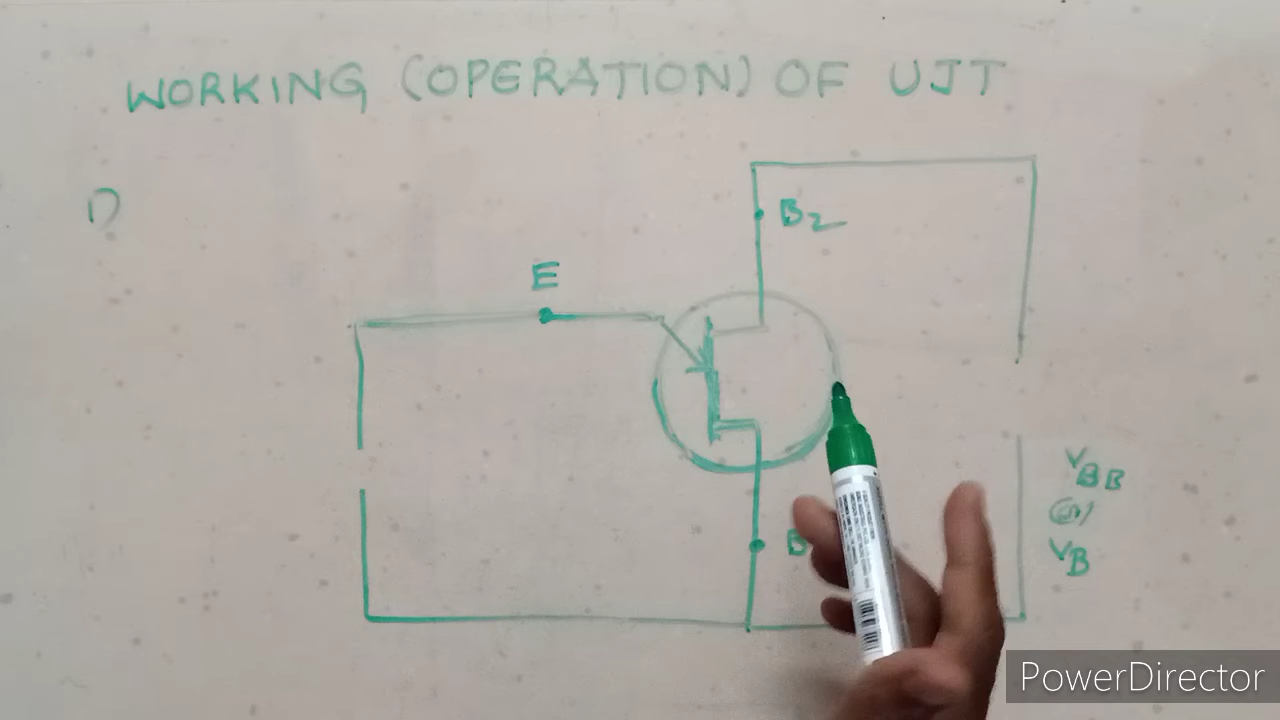 WORKING (OPERATION) OF UJT
1)
B2
E
VBB
(or)
VB
B
PowerDirector